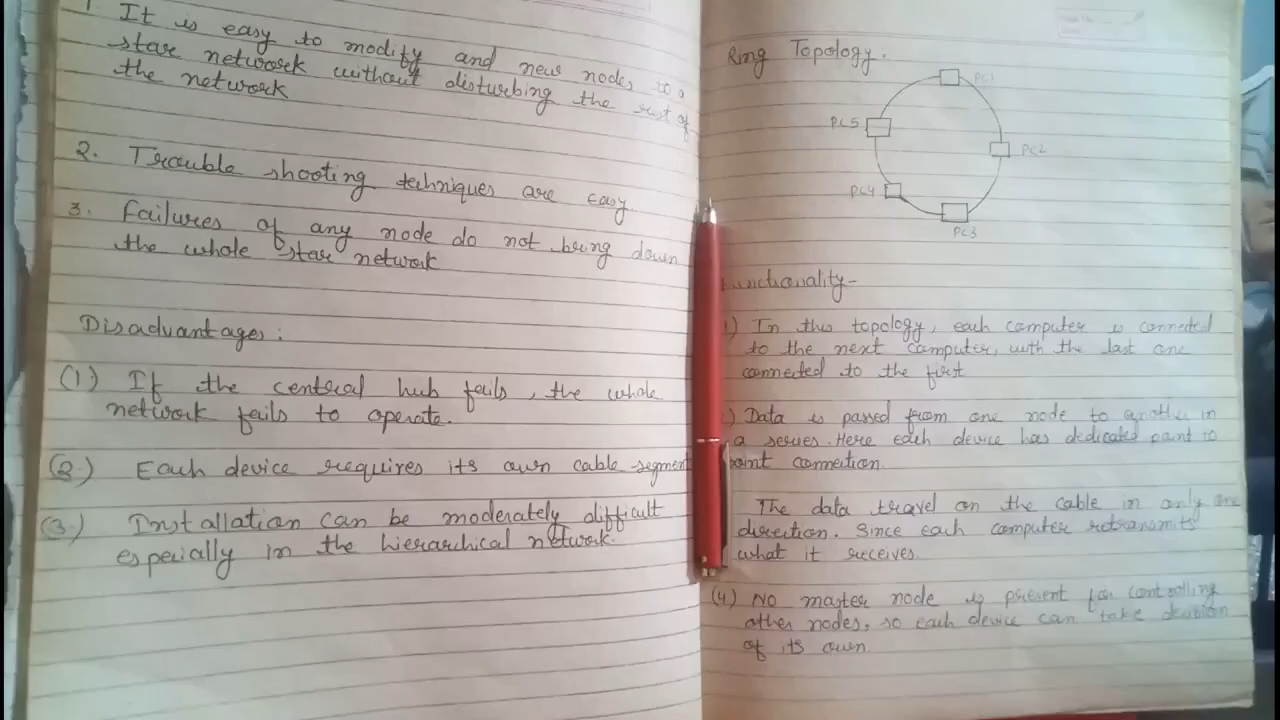 1. It is easy to modify and new nodes to a
star network without disturbing the rest of
the network
2. Trouble shooting techniques are easy.
3. Failures of any node do not bring down
the whole star network
Disadvantages :
(1) If the central hub fails, the whole
network fails to operate.
(2.) Each device requires its own cable segment
(3.) Installation can be moderately difficult
especially in the hierarchical network.
Ring Topology.
PC1
PC5
PC2
PC4
PC3
unctionality-
) In this topology, each computer is connected
to the next computer, with the last one
connected to the first
) Data is passed from one node to another in
a series. Here each device has dedicated point to
point connection.
The data travel on the cable in only one
direction. Since each computer retransmits
what it receives.
(4) No master node is present for controlling
other nodes, so each device can take decision
of its own.